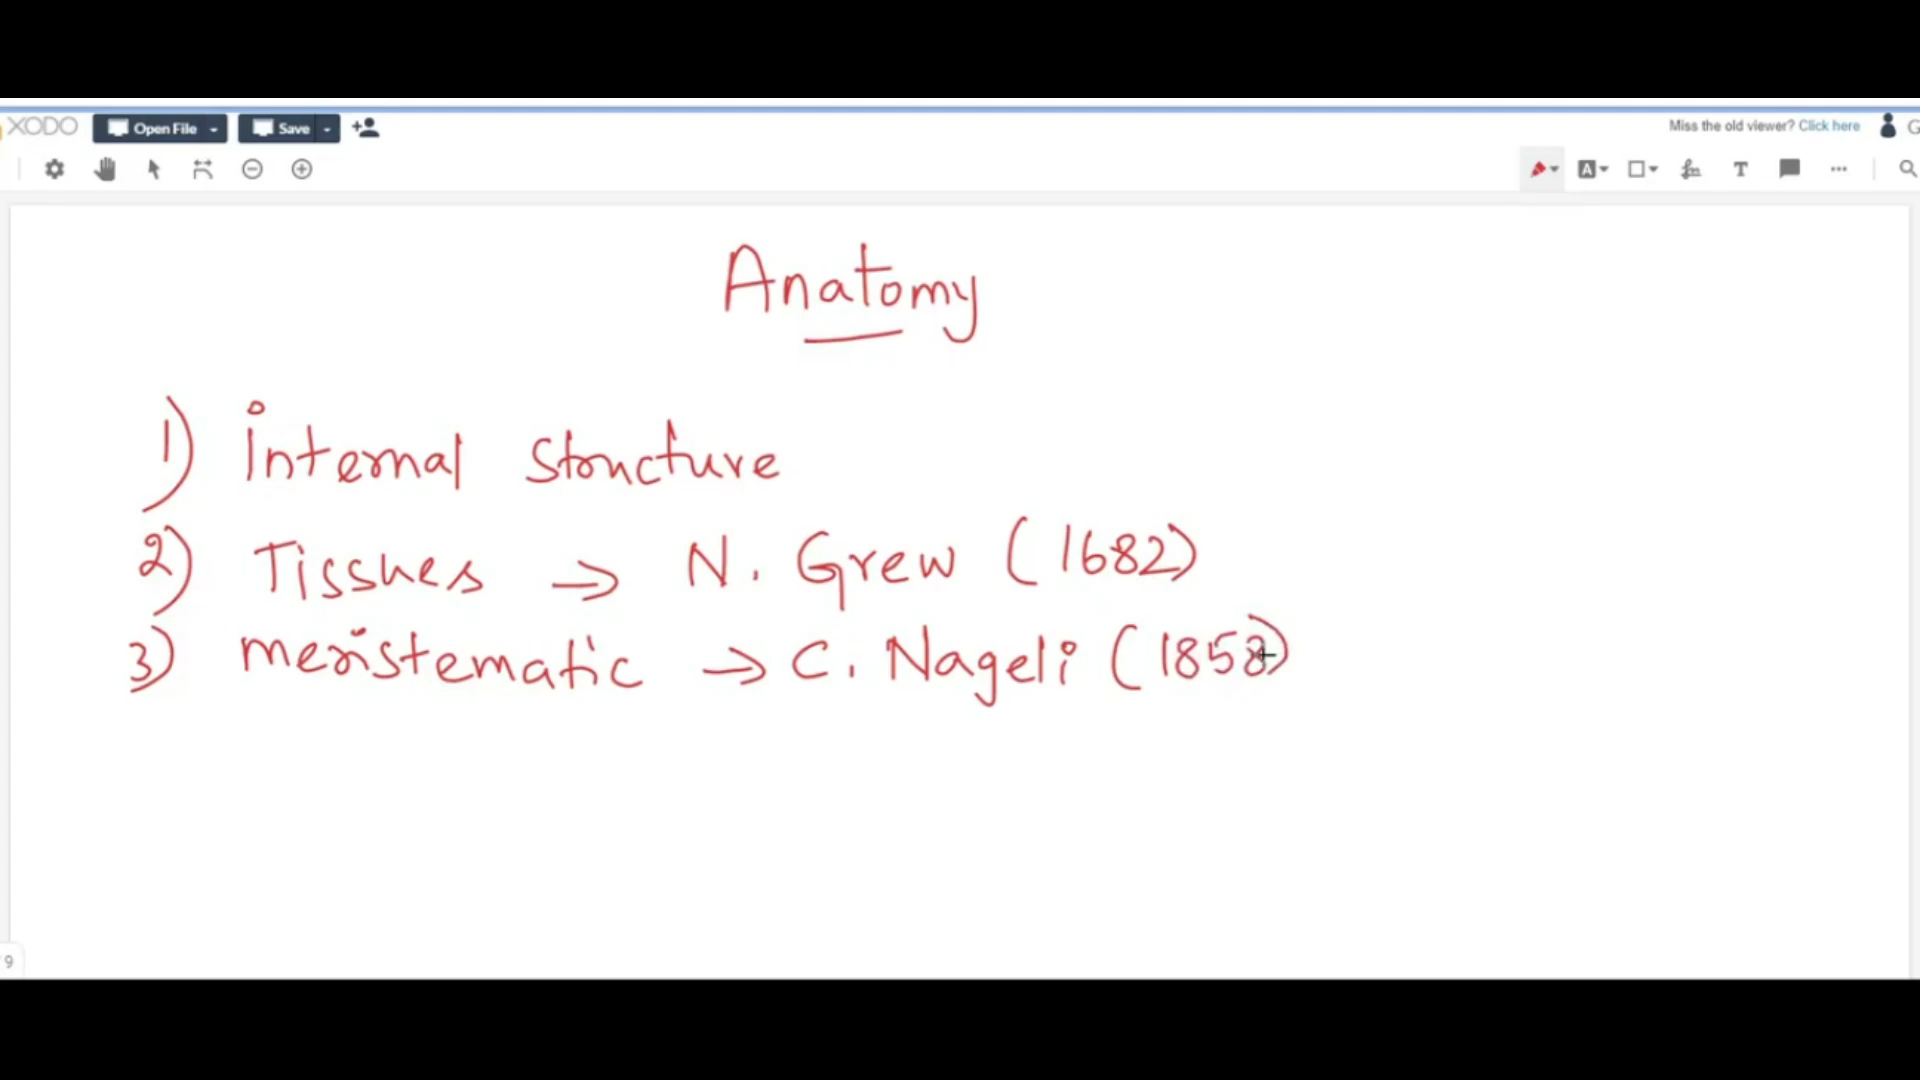 XODO Open File Save Miss the old viewer? Click here G
A T
Anatomy
1) internal structure
2) Tissues → N. Grew (1682)
3) meristematic → C. Nageli (1858)
9